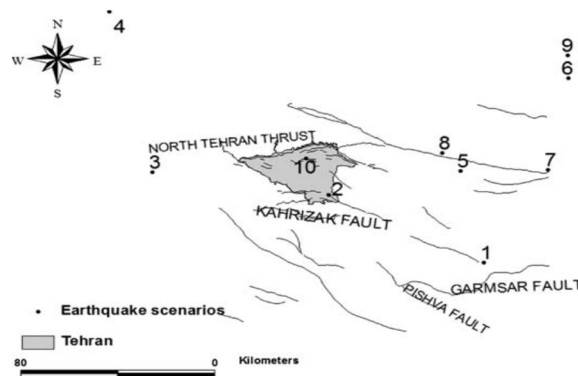 4
N
W E
S
9
6
NORTH TEHRAN THRUST
8
3
10
5
7
2
KAHRIZAK FAULT
1
GARMSAR FAULT
PISHVA FAULT
Earthquake scenarios
Tehran
Kilometers
80 0